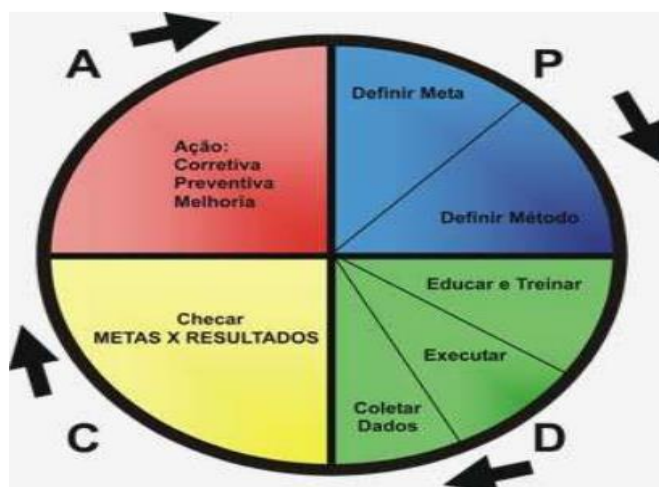 A
P
Definir Meta
Ação:
Corretiva
Preventiva
Melhoria
Definir Método
Educar e Treinar
Checar
METAS X RESULTADOS
Executar
Coletar
Dados
C
D